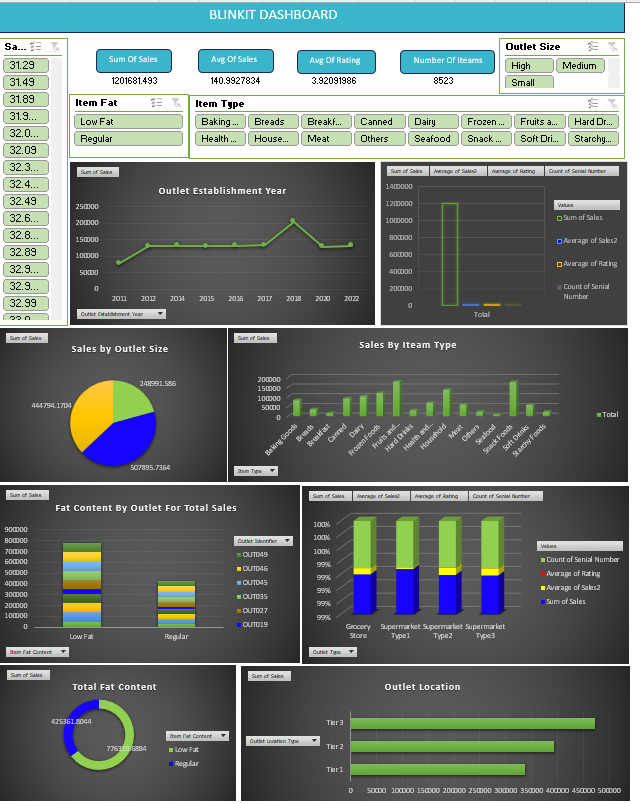 BLINKIT DASHBOARD
Sa...
31.29
31.49
31.89
31.9...
32.0...
32.09
32.3...
32.4...
32.49
32.6...
32.8...
32.89
32.9...
32.9...
32.99
33.0...
Sum Of Sales
1201681.493
Avg Of Sales
140.9927834
Avg Of Rating
3.92091986
Number Of Iteams
8523
Outlet Size
High
Medium
Small
Item Fat
Low Fat
Regular
Item Type
Baking ...
Breads
Breakf...
Canned
Dairy
Frozen ...
Fruits a...
Hard Dr...
Health ...
House...
Meat
Others
Seafood
Snack ...
Soft Dri...
Starchy...
Sum of Sales
Outlet Establishment Year
250000
200000
150000
100000
50000
0
2011
2012
2014
2015
2016
2017
2018
2020
2022
Outlet Establishment Year
Sum of Sales
Average of Sales2
Average of Rating
Count of Senial Number
1400000
1200000
1000000
800000
600000
400000
200000
0
Total
Values
Sum of Sales
Average of Sales2
Average of Rating
Count of Senial
Number
Sum of Sales
Sales by Outlet Size
248991.586
444794.1704
507895.7364
Sum of Sales
Sales By Iteam Type
200000
150000
100000
50000
0
Baking Goods
Breads
Breakfast
Canned
Dairy
Frozen Foods
Fruits and...
Hard Drinks
Health and...
Household
Meat
Others
Seafood
Snack Foods
Soft Drinks
Starchy Foods
Total
Item Type
Sum of Sales
Fat Content By Outlet For Total Sales
900000
800000
700000
600000
500000
400000
300000
200000
100000
0
Low Fat
Regular
Outlet Identifier
OUT049
OUT046
OUT045
OUT035
OUT027
OUT019
Item Fat Content
Sum of Sales
Average of Sales2
Average of Rating
Count of Senial Number
100%
100%
100%
99%
99%
99%
99%
99%
Grocery
Store
Supermarket
Type1
Supermarket
Type2
Supermarket
Type3
Values
Count of Senial Number
Average of Rating
Average of Sales2
Sum of Sales
Outlet Type
Sum of Sales
Total Fat Content
425361.8044
Item Fat Content
Low Fat
Regular
Sum of Sales
Outlet Location
Outlet Location Type
Tier 3
Tier 2
Tier 1
0
50000
100000
150000
200000
250000
300000
350000
400000
450000
500000